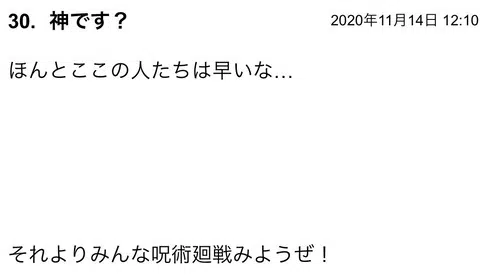 30. 神です？ 2020年11月14日 12:10
ほんとここの人たちは早いな…
それよりみんな呪術廻戦みようぜ！